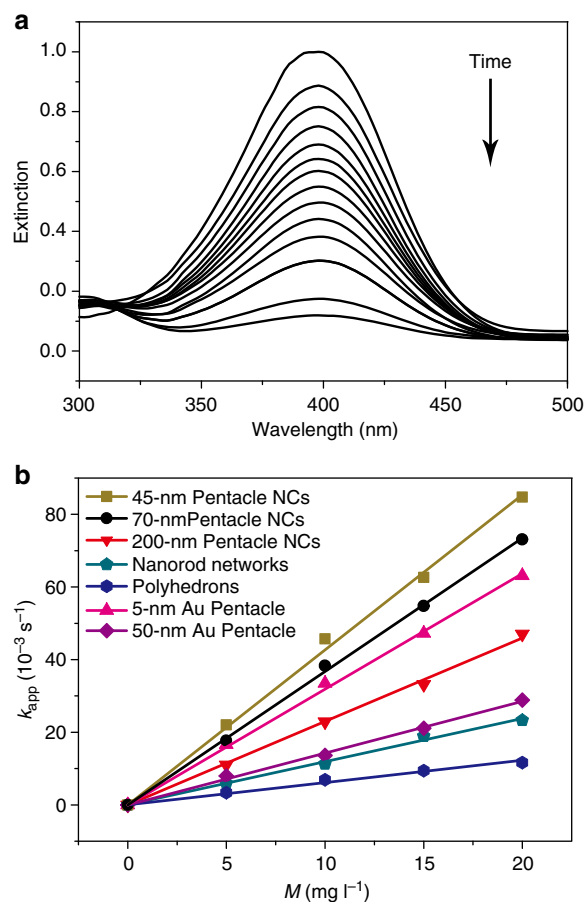 a
1.0
0.8
0.6
0.4
0.0
0.0
Extinction
Time
300
350
400
450
500
Wavelength (nm)
b
45-nm Pentacle NCs
70-nmPentacle NCs
200-nm Pentacle NCs
Nanorod networks
Polyhedrons
5-nm Au Pentacle
50-nm Au Pentacle
80
60
40
20
0
k_app (10⁻³ s⁻¹)
0
5
10
15
20
M (mg l⁻¹)